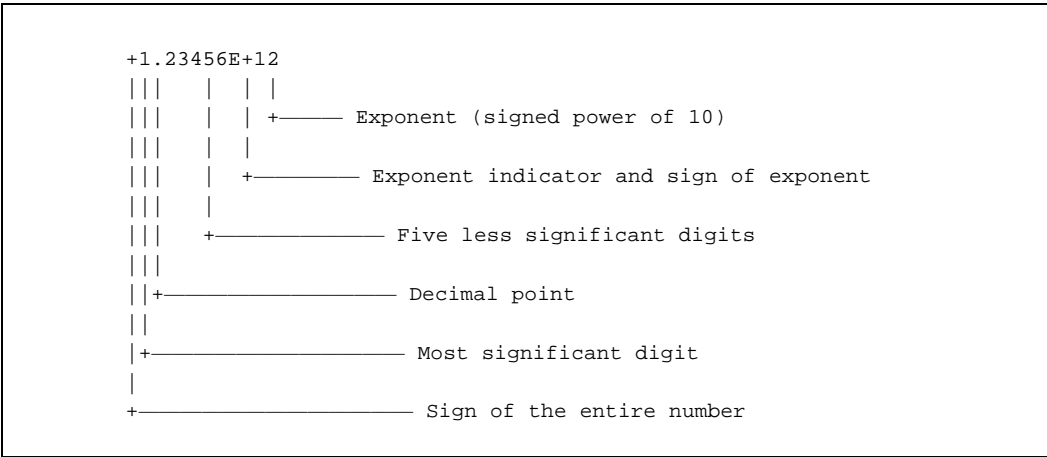 +1.23456E+12
||| | | |
||| | | +——— Exponent (signed power of 10)
||| | |
||| | +————— Exponent indicator and sign of exponent
||| |
||| +———————— Five less significant digits
|||
||+——————————— Decimal point
||
|+———————————— Most significant digit
|
+————————————— Sign of the entire number